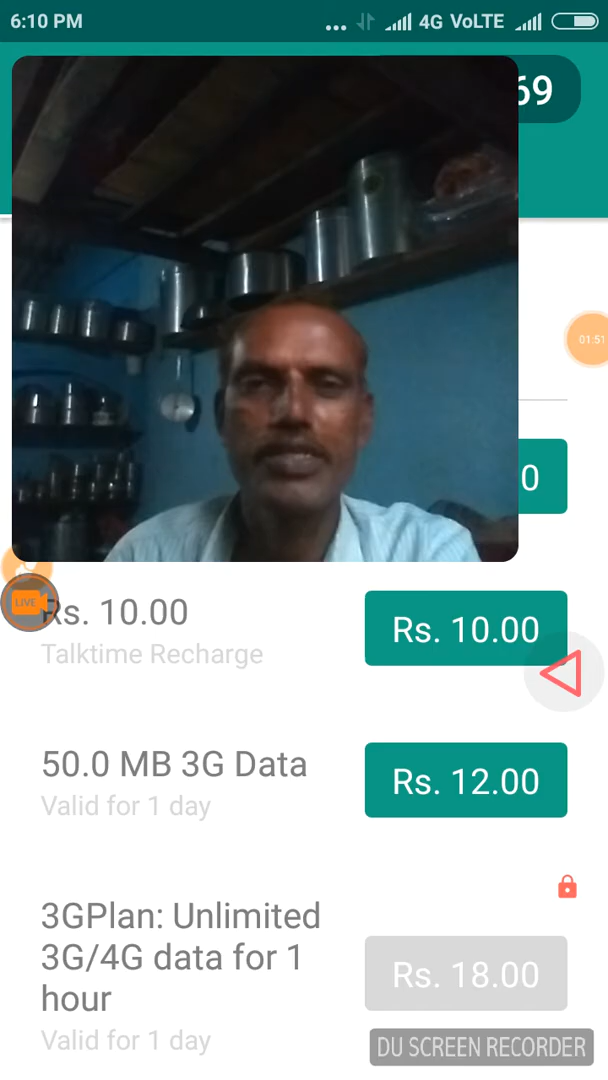 6:10 PM
... 4G VoLTE
69
01:51
0
LIVE
Rs. 10.00
Rs. 10.00
Talktime Recharge
50.0 MB 3G Data
Rs. 12.00
Valid for 1 day
3GPlan: Unlimited
3G/4G data for 1
hour
Rs. 18.00
Valid for 1 day
DU SCREEN RECORDER